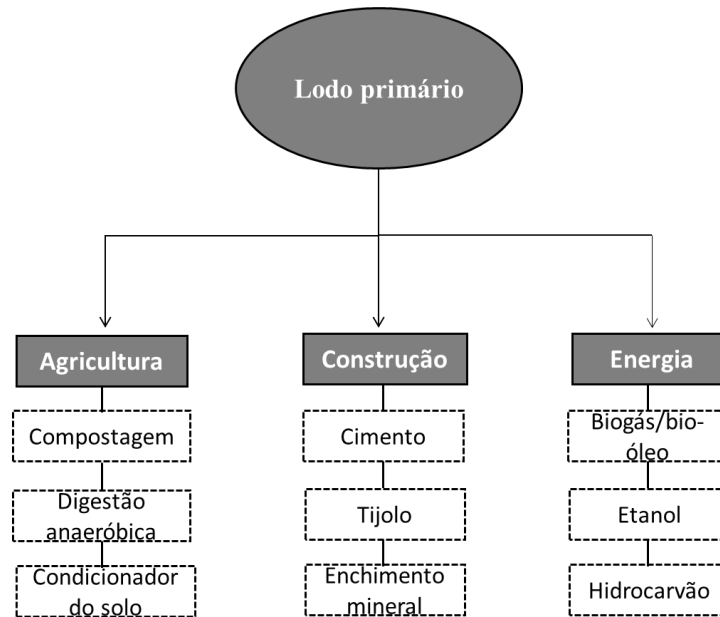 Lodo primário
Agricultura
Compostagem
Digestão
anaeróbica
Condicionador
do solo
Construção
Cimento
Tijolo
Enchimento
mineral
Energia
Biogás/bio-
óleo
Etanol
Hidrocarvão